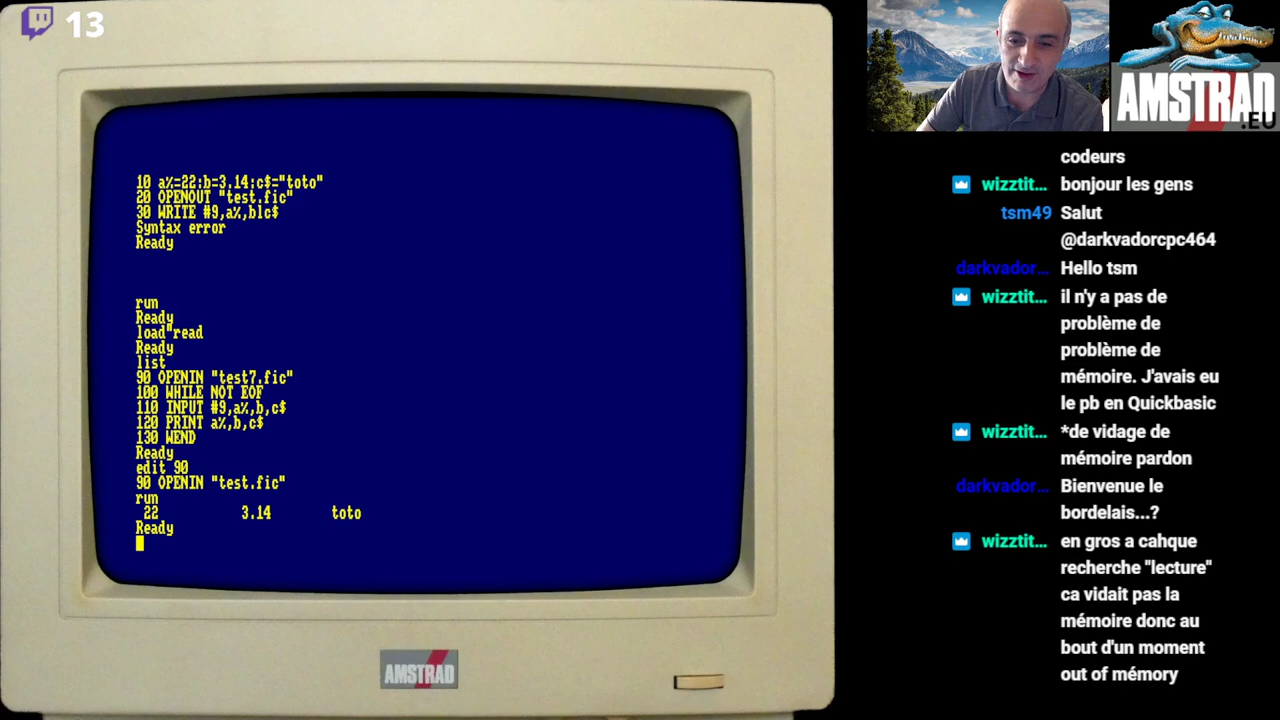 13
10 a%=22:b=3.14:c$="toto"
20 OPENOUT "test.fic"
30 WRITE #9,a%,blc$
Syntax error
Ready
run
Ready
load"read
Ready
list
90 OPENIN "test7.fic"
100 WHILE NOT EOF
110 INPUT #9,a%,b,c$
120 PRINT a%,b,c$
130 WEND
Ready
edit 90
90 OPENIN "test.fic"
run
22 3.14 toto
Ready
AMSTRAD
AMSTRAD
.EU
codeurs
wizztit... bonjour les gens
tsm49 Salut
@darkvadorcpc464
darkvador... Hello tsm
wizztit... il n'y a pas de
problème de
problème de
mémoire. J'avais eu
le pb en Quickbasic
wizztit... *de vidage de
mémoire pardon
darkvador... Bienvenue le
bordelais...?
wizztit... en gros a cahque
recherche "lecture"
ca vidait pas la
mémoire donc au
bout d'un moment
out of mémory